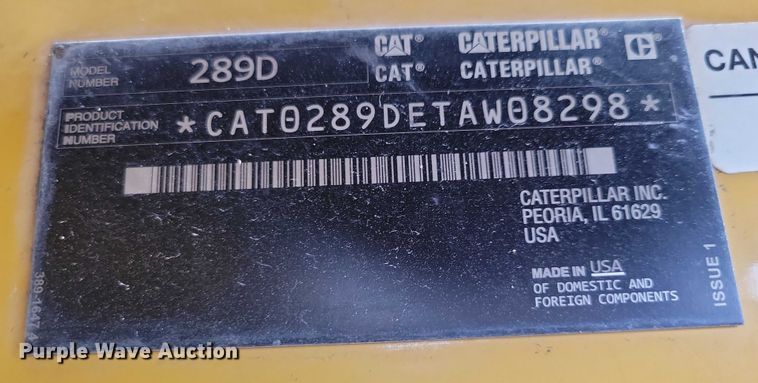 MODEL NUMBER 289D
CAT® CATERPILLAR® C
CAT® CATERPILLAR®
PRODUCT
IDENTIFICATION
NUMBER
*CAT0289DETAW08298*
CATERPILLAR INC.
PEORIA, IL 61629
USA
MADE IN USA
OF DOMESTIC AND
FOREIGN COMPONENTS
ISSUE 1
CAN
Purple Wave Auction